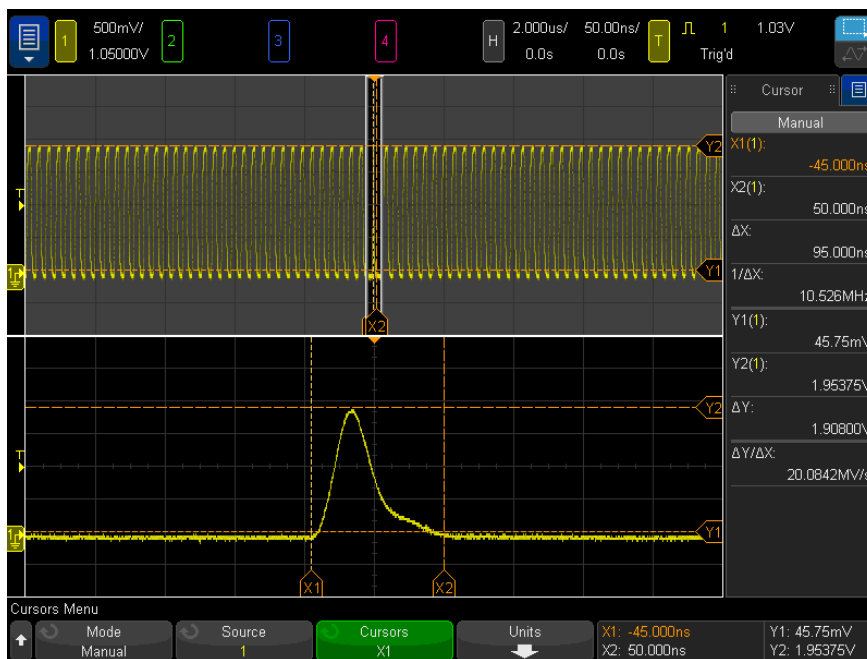 1 500mV/ 2 3 4 H 2.000us/ 50.00ns/ T 1 1.03V
1.05000V 0.0s 0.0s Trig'd
Cursor
Manual
X1(1):
-45.000ns
X2(1):
50.000ns
ΔX:
95.000ns
1/ΔX:
10.526MHz
Y1(1):
45.75mV
Y2(1):
1.95375V
ΔY:
1.90800V
ΔY/ΔX:
20.0842MV/s
Y2
T
1
Y1
X2
Y2
T
1
Y1
X1 X2
Cursors Menu
Mode Source Cursors Units X1: -45.000ns Y1: 45.75mV
Manual 1 X1 X2: 50.000ns Y2: 1.95375V